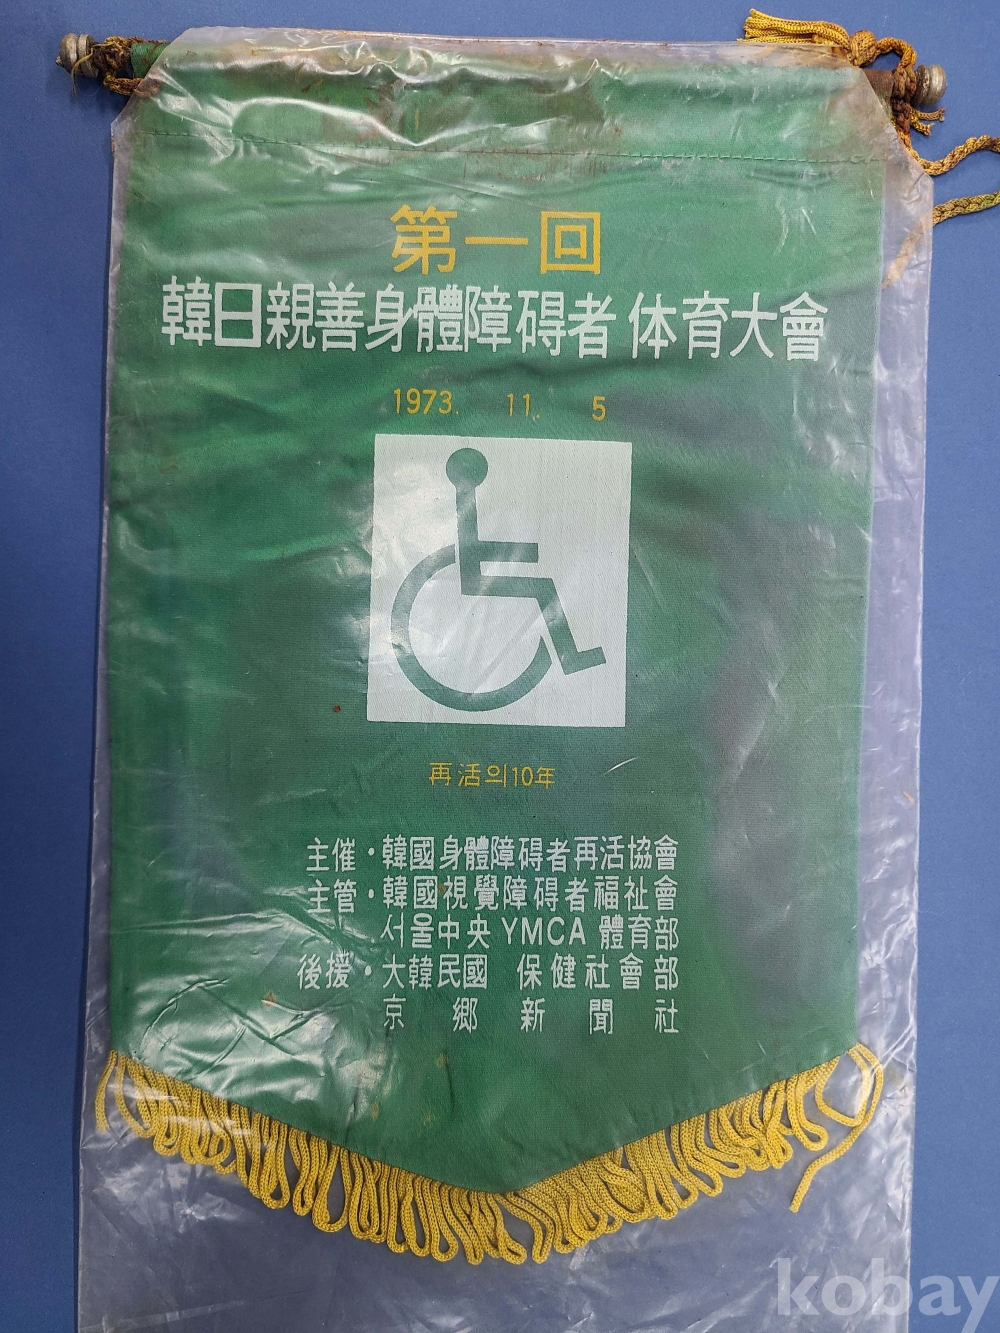 第一回
韓日親善身體障碍者 体育大會
1973. 11. 5
再活의10年
主催・韓國身體障碍者再活協會
主管・韓國視覺障碍者福祉會
서울中央 YMCA 體育部
後援・大韓民國 保健社會部
京鄉新聞社
kobay